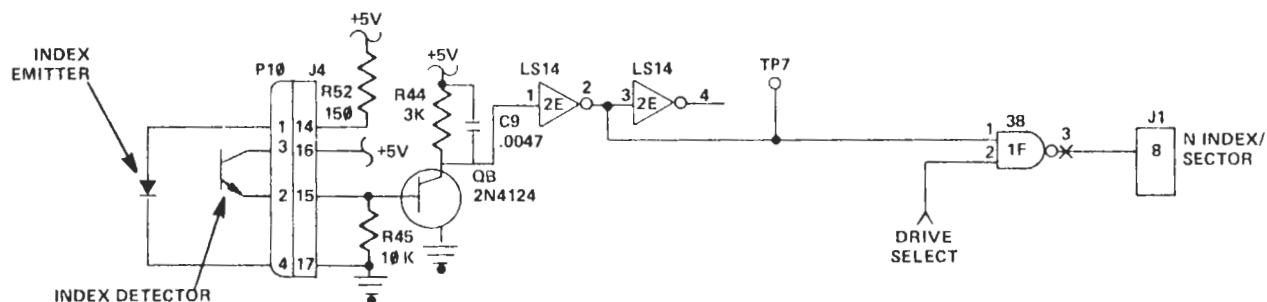 +5V
INDEX
EMITTER
P10
J4
R52
150
+5V
R44
3K
LS14
LS14
TP7
1
2E
2
3
2E
4
C9
.0047
1
14
3
16
+5V
2
15
QB
2N4124
R45
10 K
4
17
INDEX DETECTOR
38
1
2
1F
3
J1
8
N INDEX/
SECTOR
DRIVE
SELECT